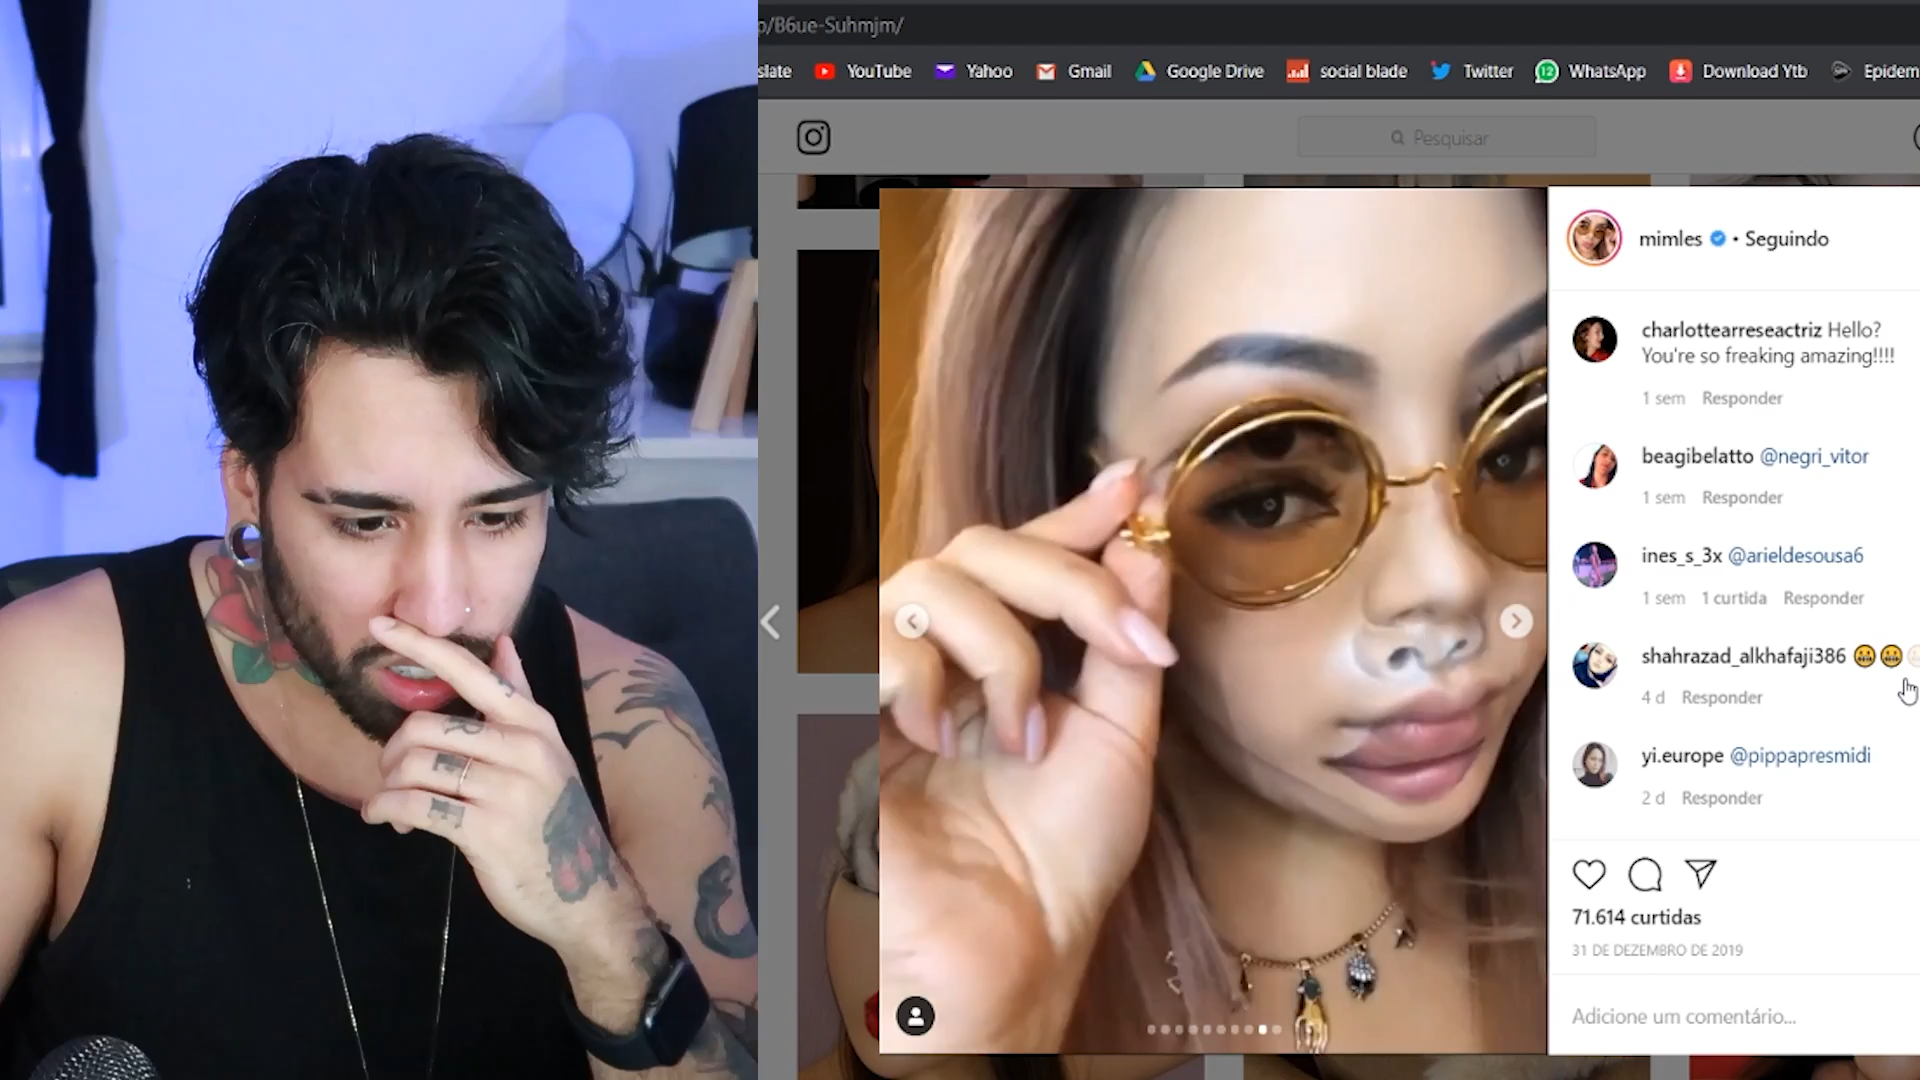 p/B6ue-Suhmjm/
slate YouTube Yahoo Gmail Google Drive social blade Twitter 12 WhatsApp Download Ytb Epidem
Pesquisar
mimles • Seguindo
charlottearreseactriz Hello?
You're so freaking amazing!!!!
1 sem Responder
beagibelatto @negri_vitor
1 sem Responder
ines_s_3x @arieldesousa6
1 sem 1 curtida Responder
shahrazad_alkhafaji386 😬😬
4 d Responder
yi.europe @pippapresmidi
2 d Responder
71.614 curtidas
31 DE DEZEMBRO DE 2019
Adicione um comentário...